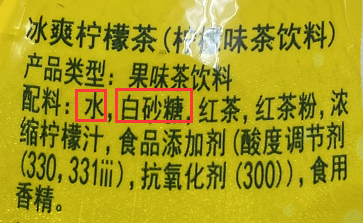 冰爽柠檬茶(柠檬味茶饮料)
产品类型: 果味茶饮料
配料: 水, 白砂糖, 红茶, 红茶粉, 浓
缩柠檬汁, 食品添加剂(酸度调节剂
(330, 331iii), 抗氧化剂(300)), 食用
香精。